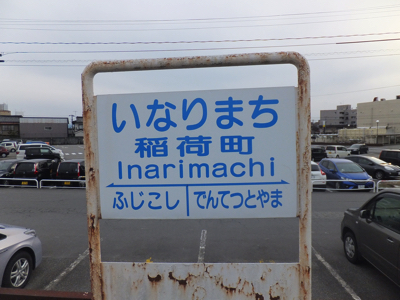 いなりまち
稲荷町
Inarimachi
ふじこし でんてつとやま